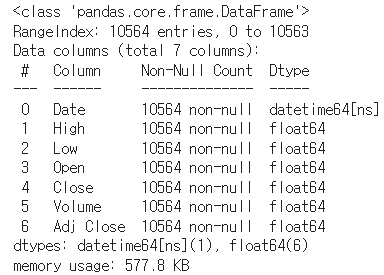 <class 'pandas.core.frame.DataFrame'>
RangeIndex: 10564 entries, 0 to 10563
Data columns (total 7 columns):
 #   Column     Non-Null Count  Dtype
---  ------     --------------  -----
 0   Date       10564 non-null  datetime64[ns]
 1   High       10564 non-null  float64
 2   Low        10564 non-null  float64
 3   Open       10564 non-null  float64
 4   Close      10564 non-null  float64
 5   Volume     10564 non-null  float64
 6   Adj Close  10564 non-null  float64
dtypes: datetime64[ns](1), float64(6)
memory usage: 577.8 KB